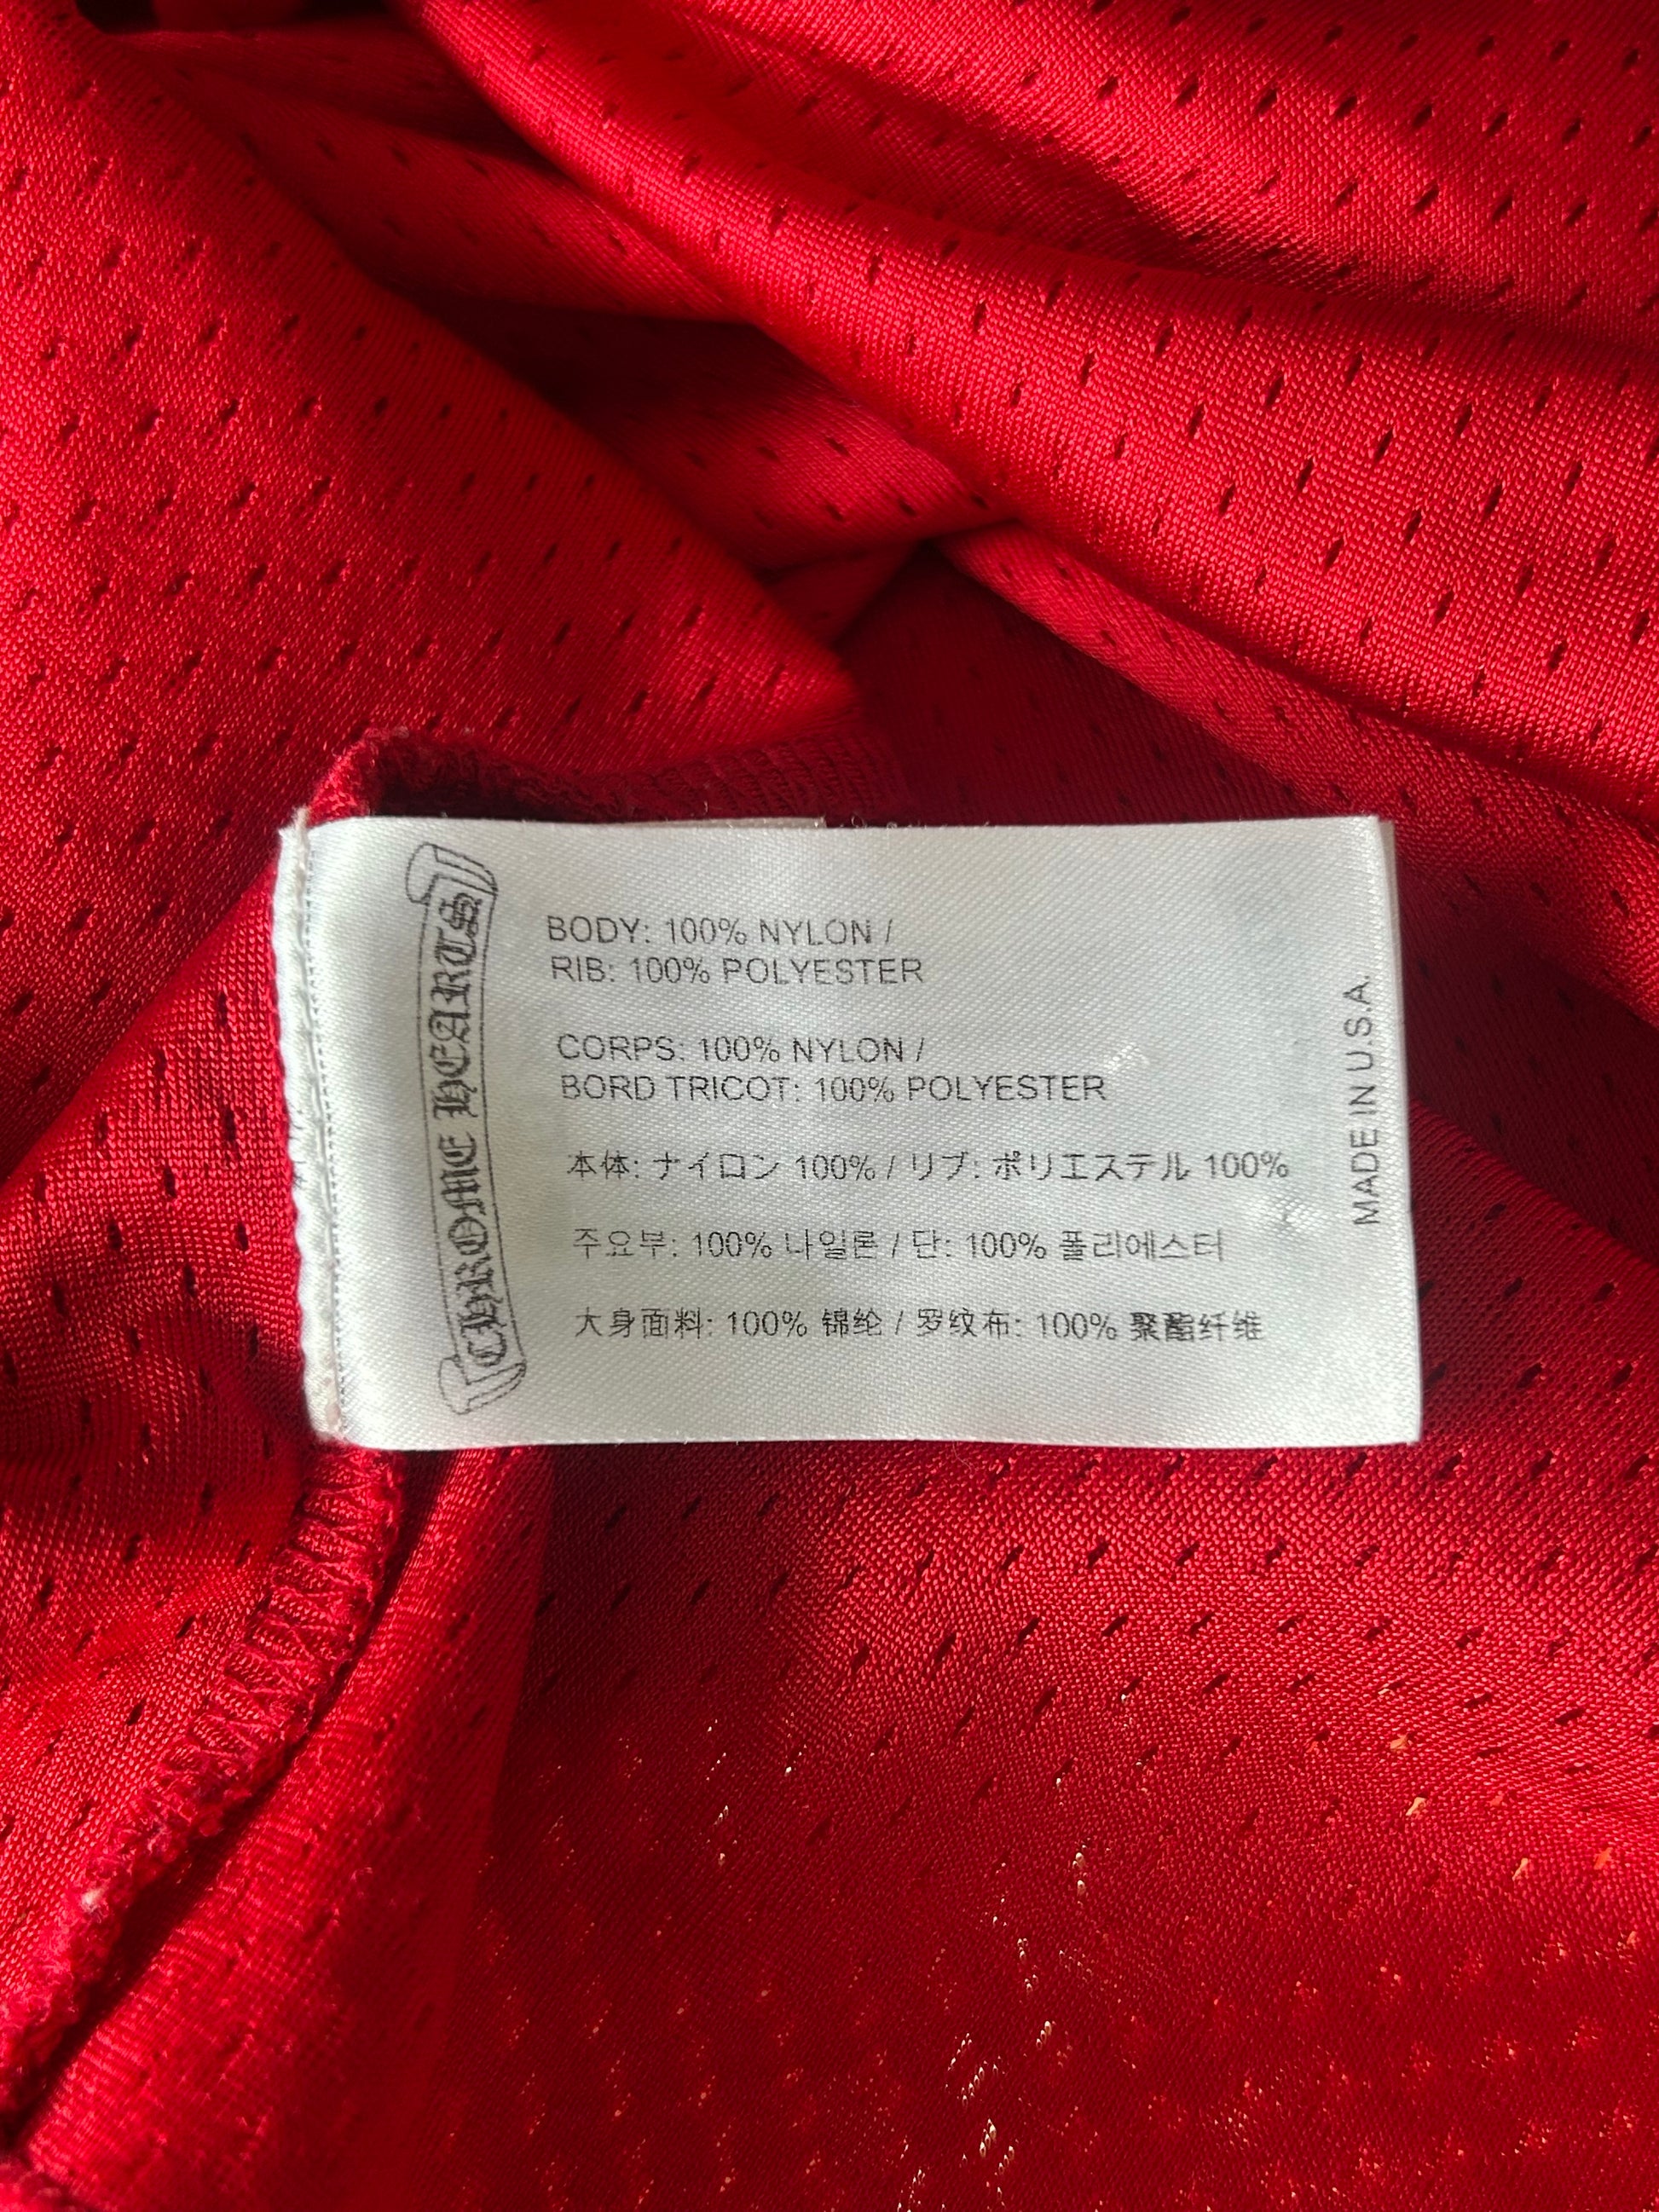 CHROME HEARTS
BODY: 100% NYLON /
RIB: 100% POLYESTER
CORPS: 100% NYLON /
BORD TRICOT: 100% POLYESTER
本体: ナイロン 100% / リブ: ポリエステル 100%
주요부: 100% 나일론 / 단: 100% 폴리에스터
大身面料: 100% 锦纶 / 罗纹布: 100% 聚酯纤维
MADE IN U.S.A.